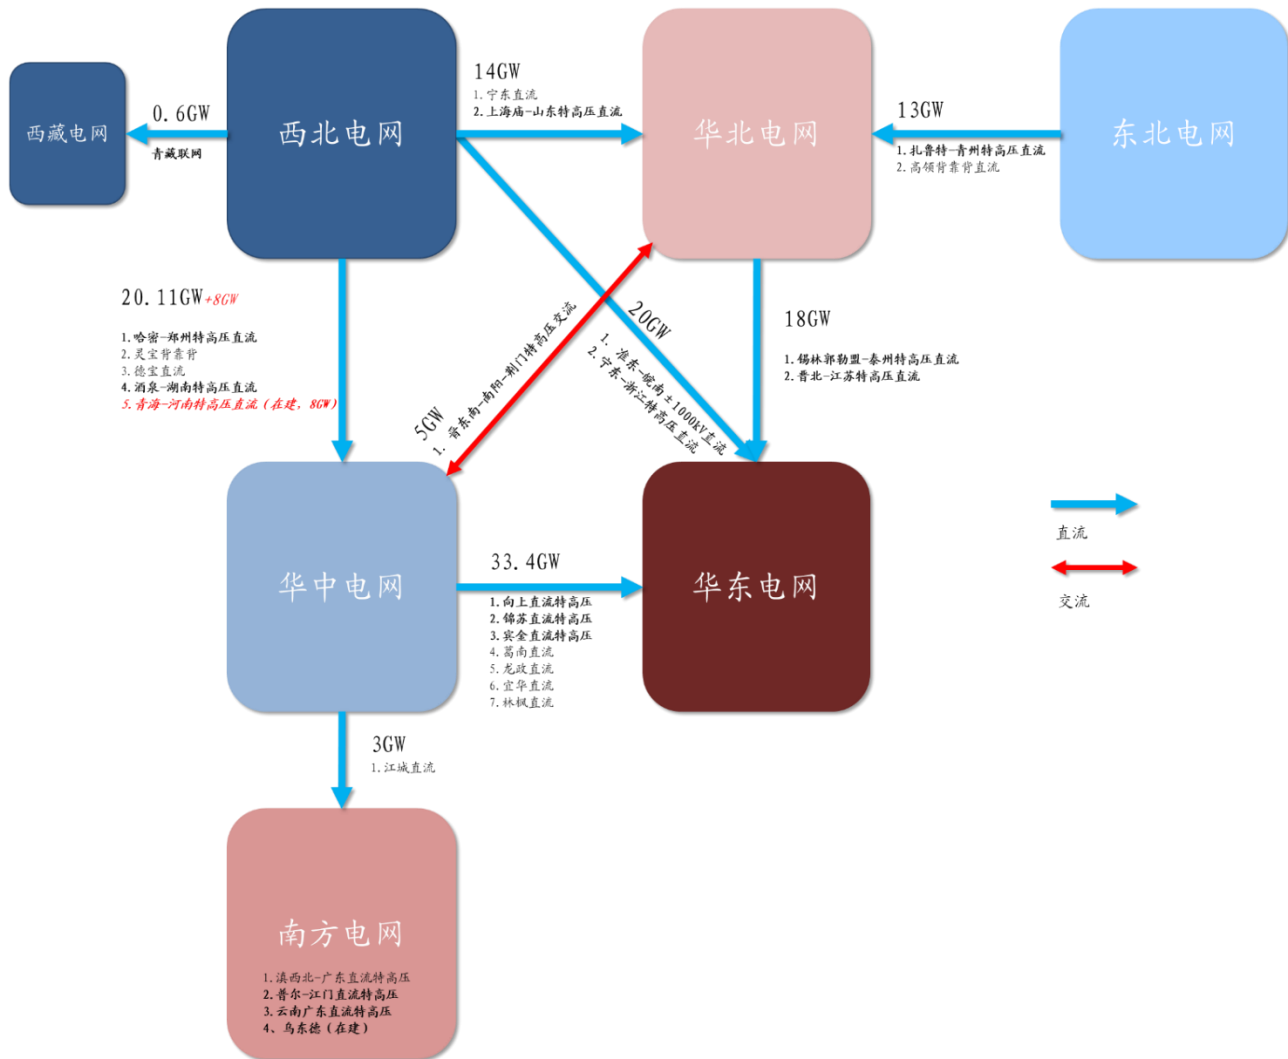 西藏电网
0.6GW
青藏联网
西北电网
14GW
1. 宁东直流
2. 上海庙-山东特高压直流
华北电网
13GW
1. 扎鲁特-青州特高压直流
2. 高领背靠背直流
东北电网
20.11GW+8GW
1. 哈密-郑州特高压直流
2. 灵宝背靠背
3. 德宝直流
4. 酒泉-湖南特高压直流
5. 青海-河南特高压直流（在建，8GW）
5GW
1. 晋东南-南阳-荆门特高压交流
20GW
1. 准东-皖南±1000kV直流
2. 宁东-浙江特高压直流
18GW
1. 锡林郭勒盟-泰州特高压直流
2. 晋北-江苏特高压直流
华中电网
33.4GW
1. 向上直流特高压
2. 锦苏直流特高压
3. 宾金直流特高压
4. 葛南直流
5. 龙政直流
6. 宜华直流
7. 林枫直流
华东电网
直流
交流
3GW
1. 江城直流
南方电网
1. 滇西北-广东直流特高压
2. 普尔-江门直流特高压
3. 云南广东直流特高压
4、乌东德（在建）